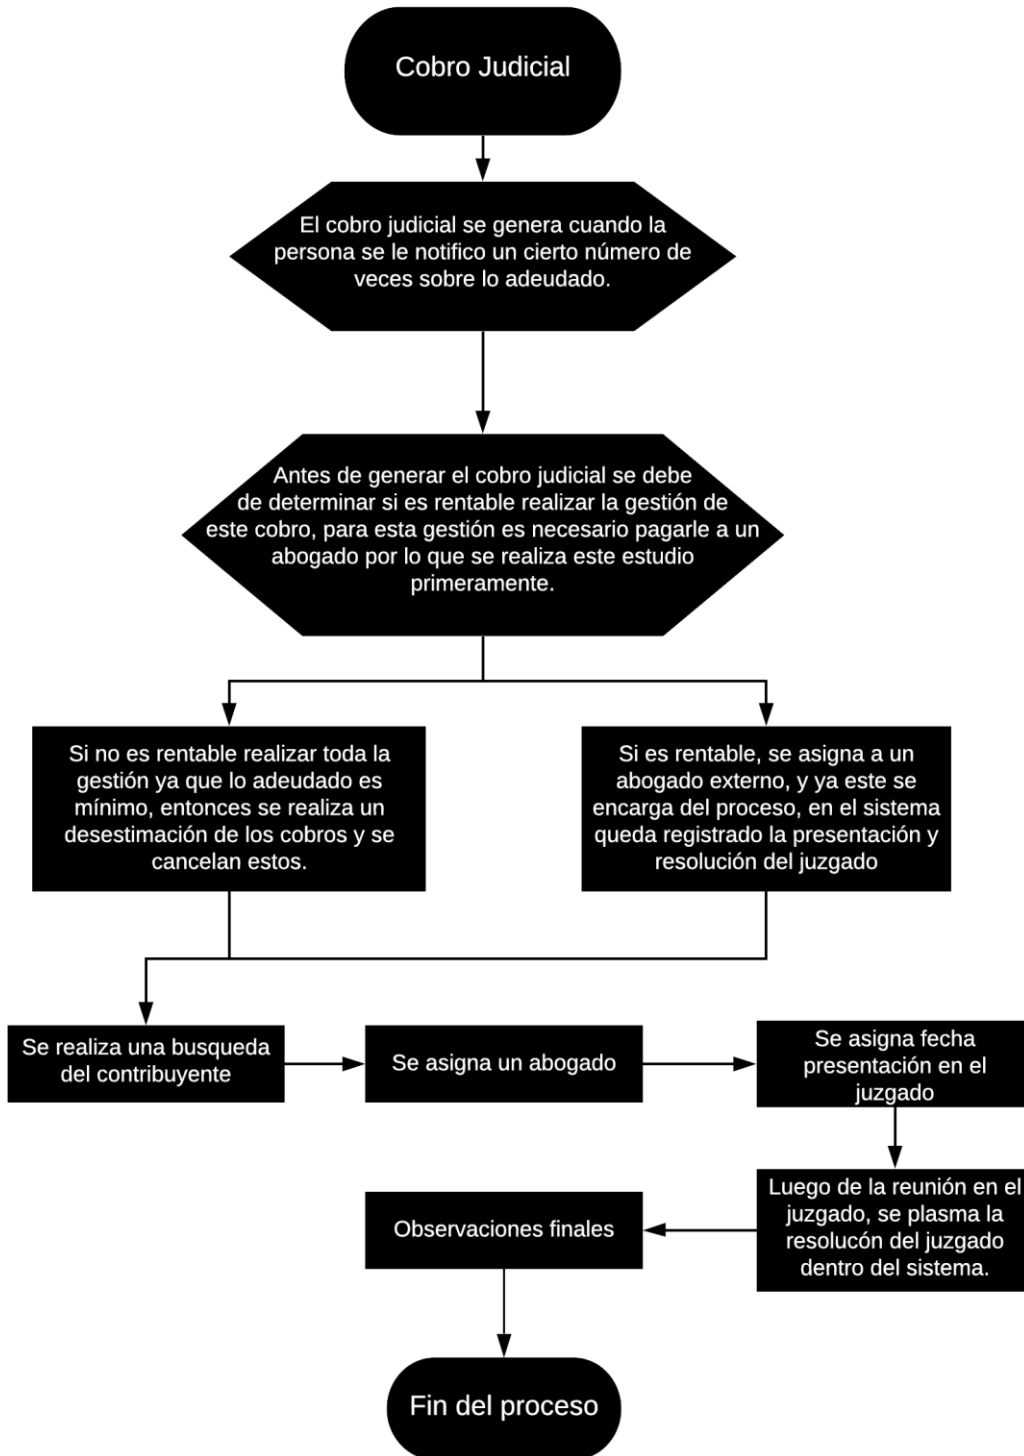 Cobro Judicial
El cobro judicial se genera cuando la
persona se le notifico un cierto número de
veces sobre lo adeudado.
Antes de generar el cobro judicial se debe
de determinar si es rentable realizar la gestión de
este cobro, para esta gestión es necesario pagarle a un
abogado por lo que se realiza este estudio
primeramente.
Si no es rentable realizar toda la
gestión ya que lo adeudado es
mínimo, entonces se realiza un
desestimación de los cobros y se
cancelan estos.
Si es rentable, se asigna a un
abogado externo, y ya este se
encarga del proceso, en el sistema
queda registrado la presentación y
resolución del juzgado
Se realiza una busqueda
del contribuyente
Se asigna un abogado
Se asigna fecha
presentación en el
juzgado
Luego de la reunión en el
juzgado, se plasma la
resolucón del juzgado
dentro del sistema.
Observaciones finales
Fin del proceso